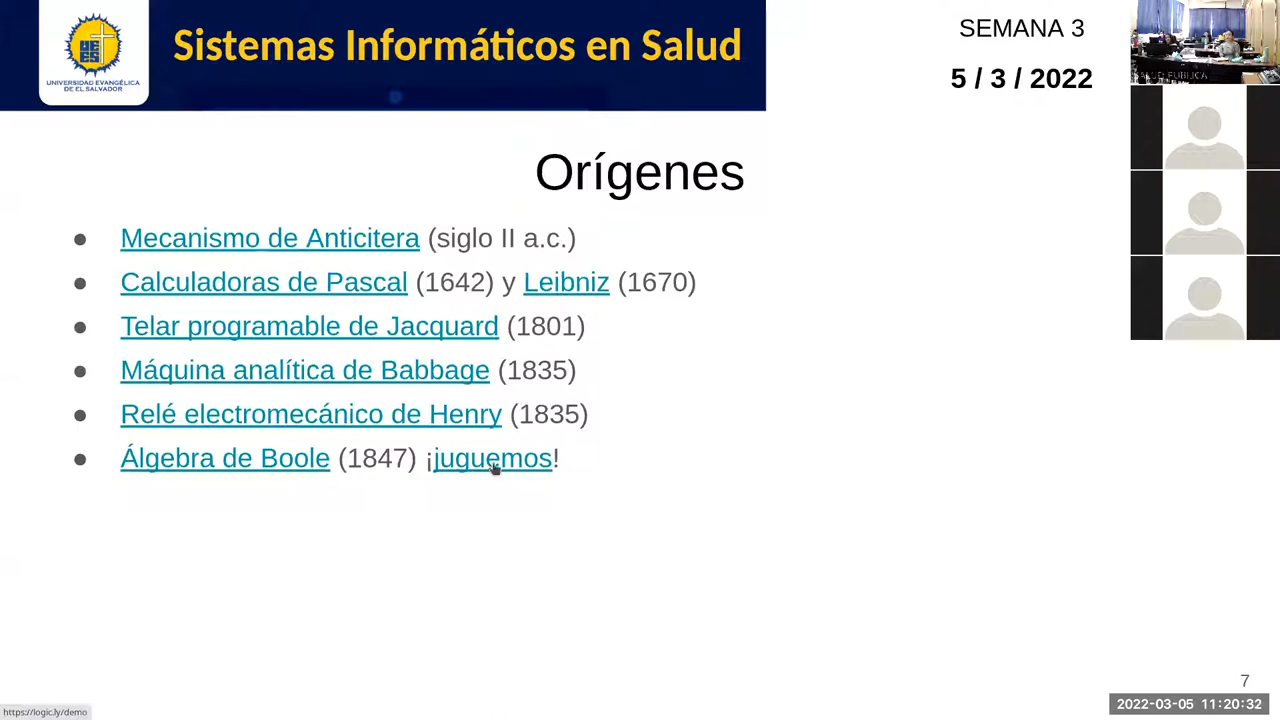 Sistemas Informáticos en Salud
UNIVERSIDAD EVANGÉLICA
DE EL SALVADOR
SEMANA 3
5 / 3 / 2022
SALUD PUBLICA
Orígenes
● Mecanismo de Anticitera (siglo II a.c.)
● Calculadoras de Pascal (1642) y Leibniz (1670)
● Telar programable de Jacquard (1801)
● Máquina analítica de Babbage (1835)
● Relé electromecánico de Henry (1835)
● Álgebra de Boole (1847) ¡juguemos!
7
https://logic.ly/demo
2022-03-05 11:20:32